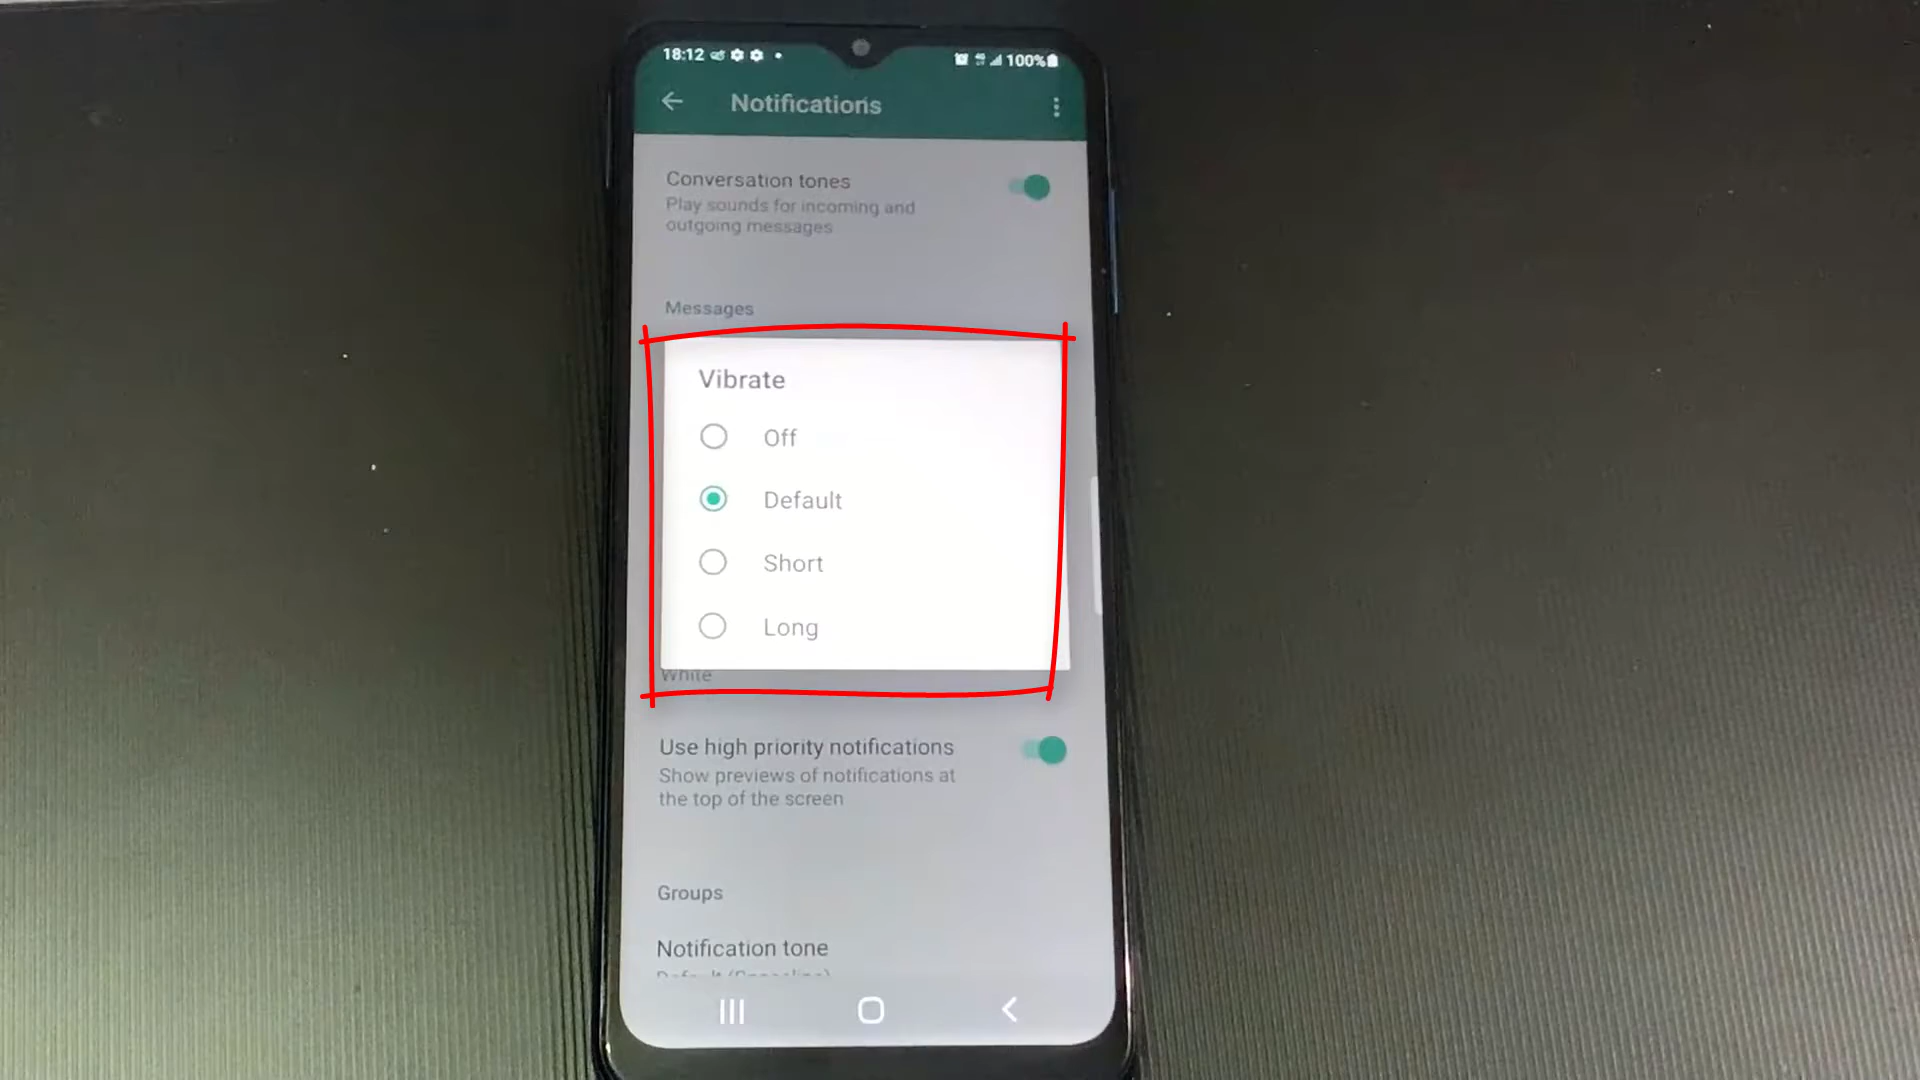 18:12 100%
Notifications
Conversation tones
Play sounds for incoming and
outgoing messages
Messages
Vibrate
Off
Default
Short
Long
White
Use high priority notifications
Show previews of notifications at
the top of the screen
Groups
Notification tone